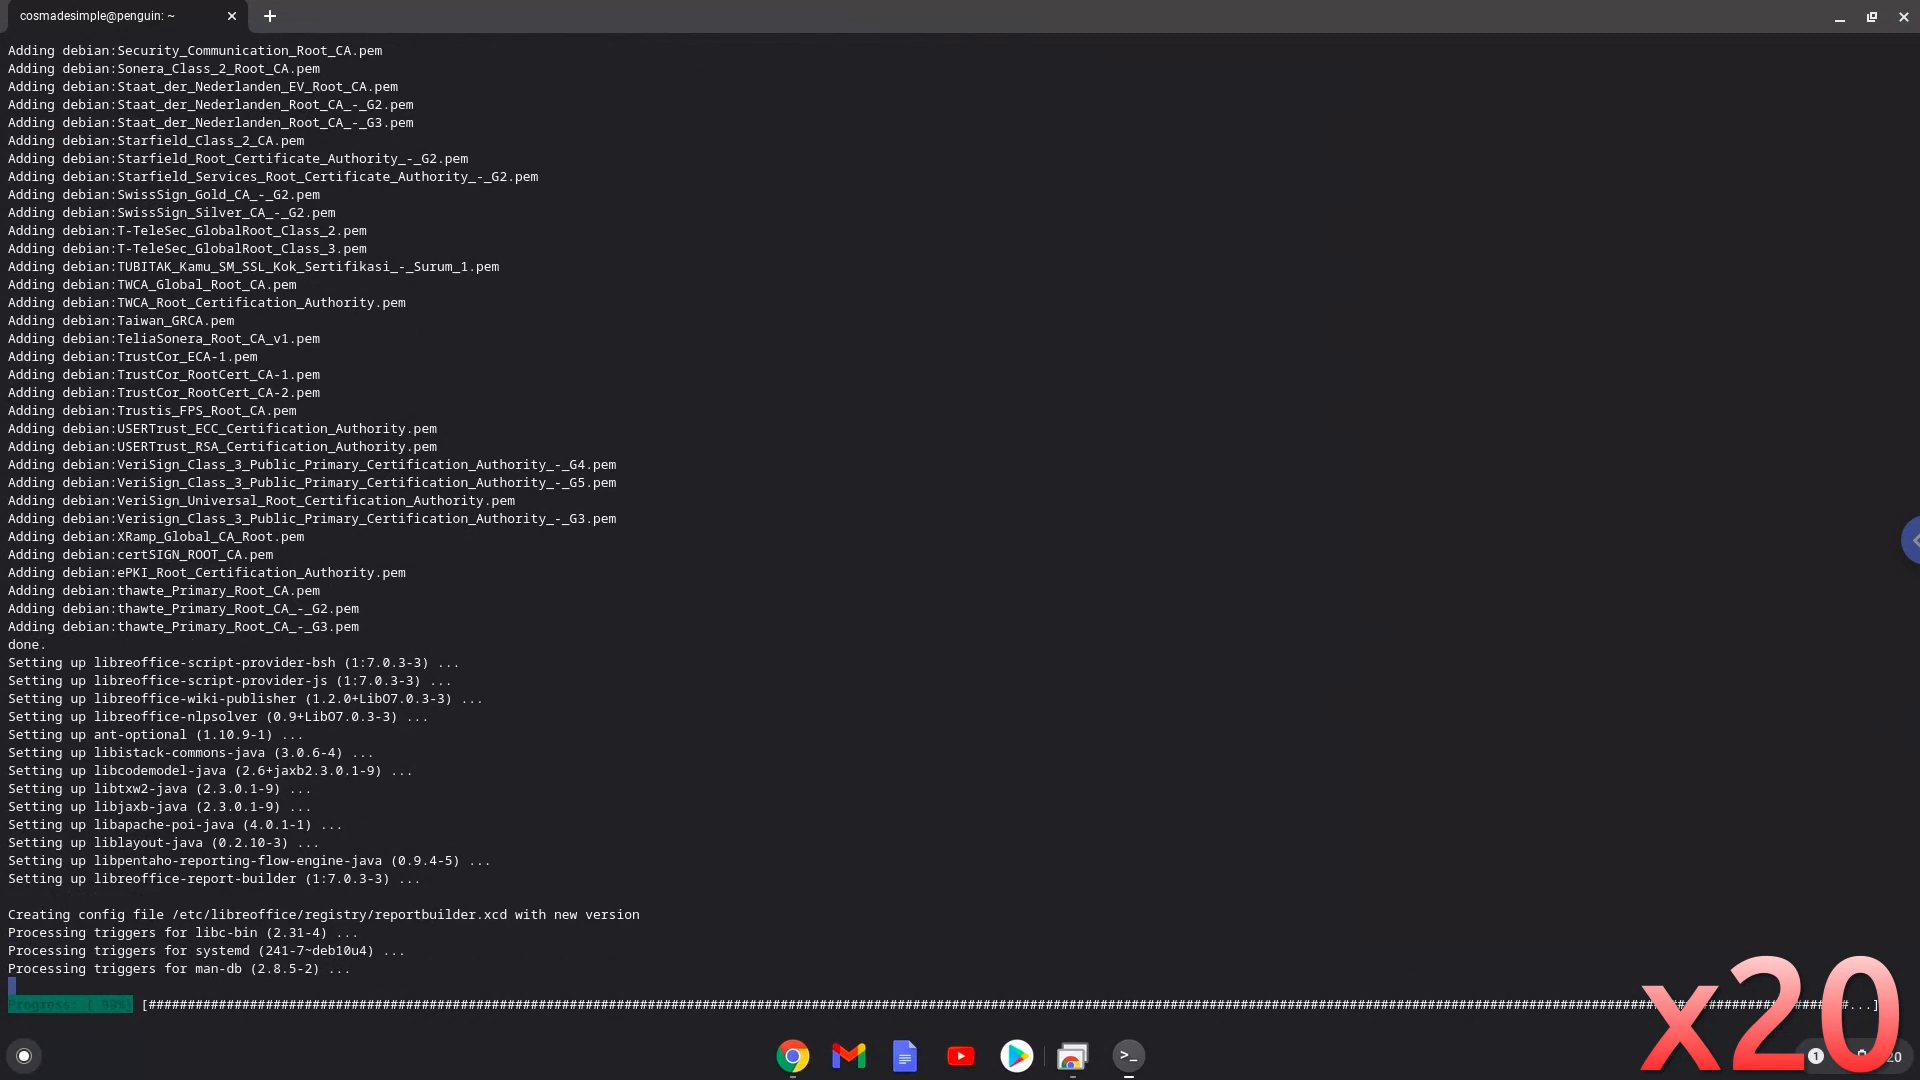 cosmadesimple@penguin: ~
Adding debian:Security_Communication_Root_CA.pem
Adding debian:Sonera_Class_2_Root_CA.pem
Adding debian:Staat_der_Nederlanden_EV_Root_CA.pem
Adding debian:Staat_der_Nederlanden_Root_CA_-_G2.pem
Adding debian:Staat_der_Nederlanden_Root_CA_-_G3.pem
Adding debian:Starfield_Class_2_CA.pem
Adding debian:Starfield_Root_Certificate_Authority_-_G2.pem
Adding debian:Starfield_Services_Root_Certificate_Authority_-_G2.pem
Adding debian:SwissSign_Gold_CA_-_G2.pem
Adding debian:SwissSign_Silver_CA_-_G2.pem
Adding debian:T-TeleSec_GlobalRoot_Class_2.pem
Adding debian:T-TeleSec_GlobalRoot_Class_3.pem
Adding debian:TUBITAK_Kamu_SM_SSL_Kok_Sertifikasi_-_Surum_1.pem
Adding debian:TWCA_Global_Root_CA.pem
Adding debian:TWCA_Root_Certification_Authority.pem
Adding debian:Taiwan_GRCA.pem
Adding debian:TeliaSonera_Root_CA_v1.pem
Adding debian:TrustCor_ECA-1.pem
Adding debian:TrustCor_RootCert_CA-1.pem
Adding debian:TrustCor_RootCert_CA-2.pem
Adding debian:Trustis_FPS_Root_CA.pem
Adding debian:USERTrust_ECC_Certification_Authority.pem
Adding debian:USERTrust_RSA_Certification_Authority.pem
Adding debian:VeriSign_Class_3_Public_Primary_Certification_Authority_-_G4.pem
Adding debian:VeriSign_Class_3_Public_Primary_Certification_Authority_-_G5.pem
Adding debian:VeriSign_Universal_Root_Certification_Authority.pem
Adding debian:Verisign_Class_3_Public_Primary_Certification_Authority_-_G3.pem
Adding debian:XRamp_Global_CA_Root.pem
Adding debian:certSIGN_ROOT_CA.pem
Adding debian:ePKI_Root_Certification_Authority.pem
Adding debian:thawte_Primary_Root_CA.pem
Adding debian:thawte_Primary_Root_CA_-_G2.pem
Adding debian:thawte_Primary_Root_CA_-_G3.pem
done.
Setting up libreoffice-script-provider-bsh (1:7.0.3-3) ...
Setting up libreoffice-script-provider-js (1:7.0.3-3) ...
Setting up libreoffice-wiki-publisher (1.2.0+LibO7.0.3-3) ...
Setting up libreoffice-nlpsolver (0.9+LibO7.0.3-3) ...
Setting up ant-optional (1.10.9-1) ...
Setting up libistack-commons-java (3.0.6-4) ...
Setting up libcodemodel-java (2.6+jaxb2.3.0.1-9) ...
Setting up libtxw2-java (2.3.0.1-9) ...
Setting up libjaxb-java (2.3.0.1-9) ...
Setting up libapache-poi-java (4.0.1-1) ...
Setting up liblayout-java (0.2.10-3) ...
Setting up libpentaho-reporting-flow-engine-java (0.9.4-5) ...
Setting up libreoffice-report-builder (1:7.0.3-3) ...
Creating config file /etc/libreoffice/registry/reportbuilder.xcd with new version
Processing triggers for libc-bin (2.31-4) ...
Processing triggers for systemd (241-7~deb10u4) ...
Processing triggers for man-db (2.8.5-2) ...
Progress:
x20
1
20